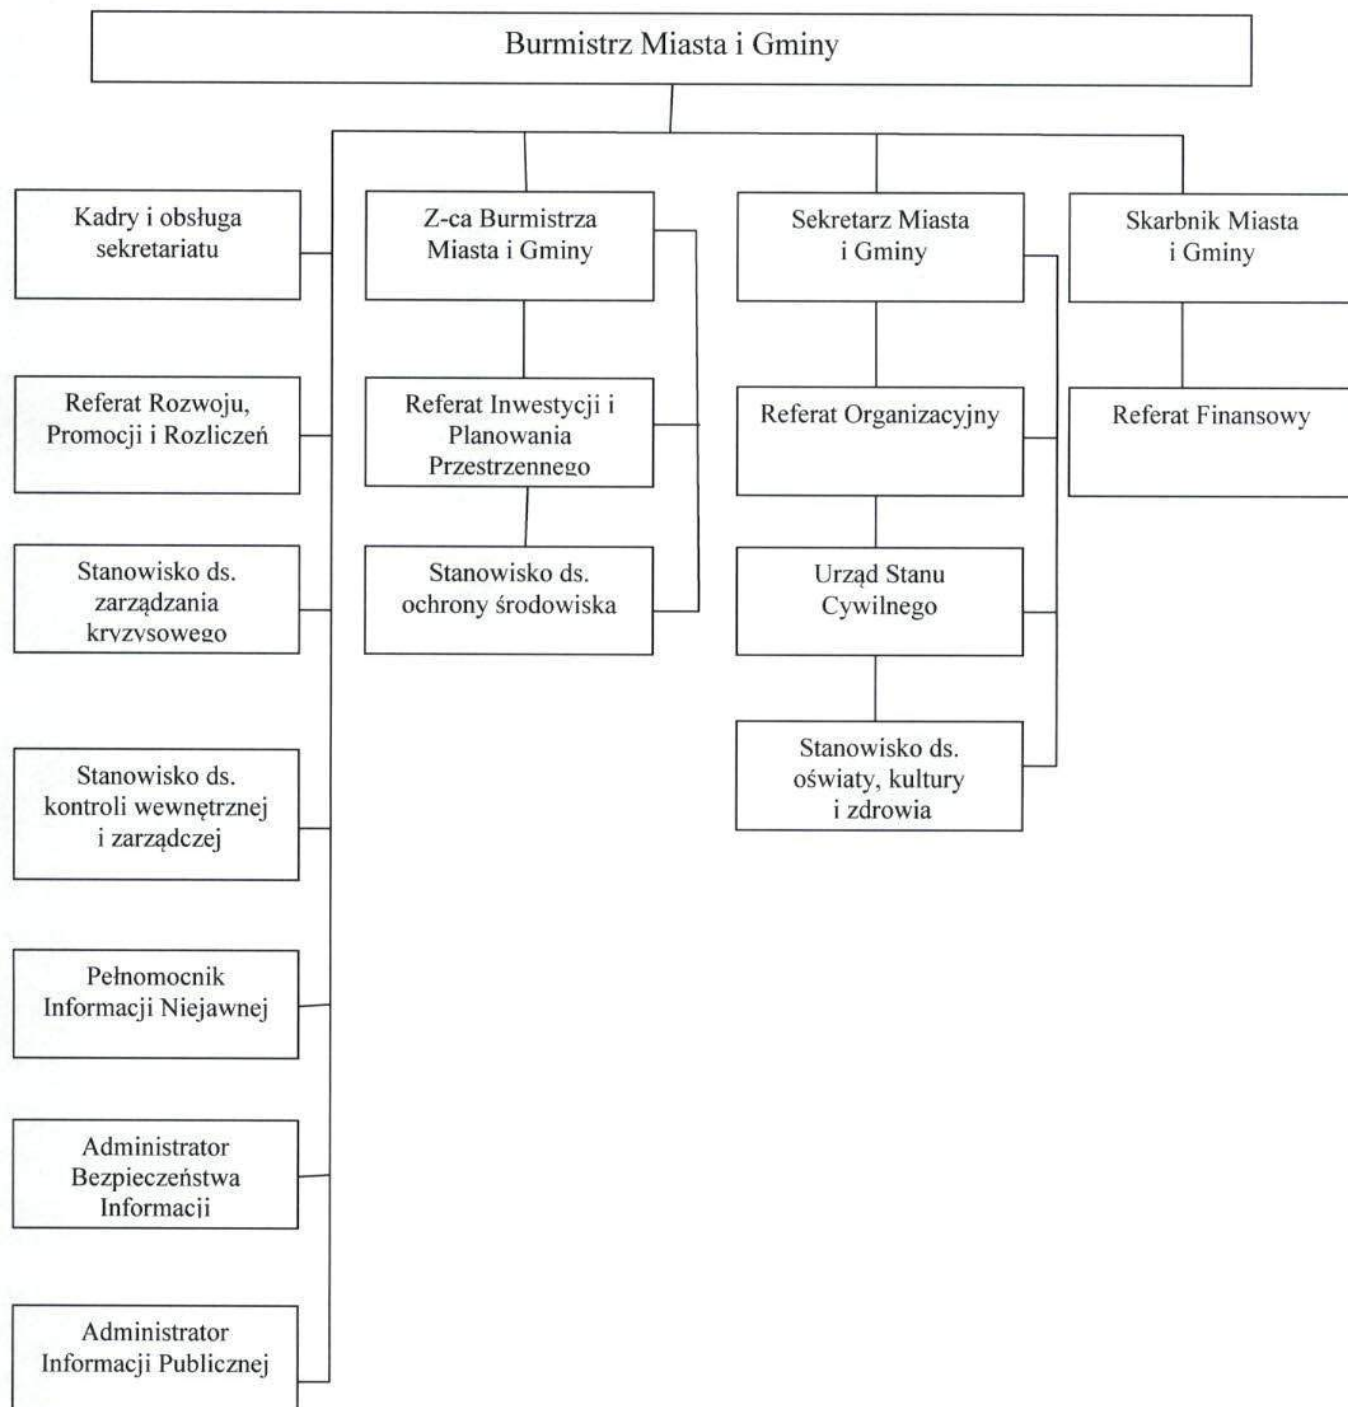 Burmistrz Miasta i Gminy
Kadry i obsługa
sekretariatu
Z-ca Burmistrza
Miasta i Gminy
Sekretarz Miasta
i Gminy
Skarbnik Miasta
i Gminy
Referat Rozwoju,
Promocji i Rozliczeń
Referat Inwestycji i
Planowania
Przestrzennego
Referat Organizacyjny
Referat Finansowy
Stanowisko ds.
zarządzania
kryzysowego
Stanowisko ds.
ochrony środowiska
Urząd Stanu
Cywilnego
Stanowisko ds.
kontroli wewnętrznej
i zarządczej
Stanowisko ds.
oświaty, kultury
i zdrowia
Pełnomocnik
Informacji Niejawnej
Administrator
Bezpieczeństwa
Informacji
Administrator
Informacji Publicznej